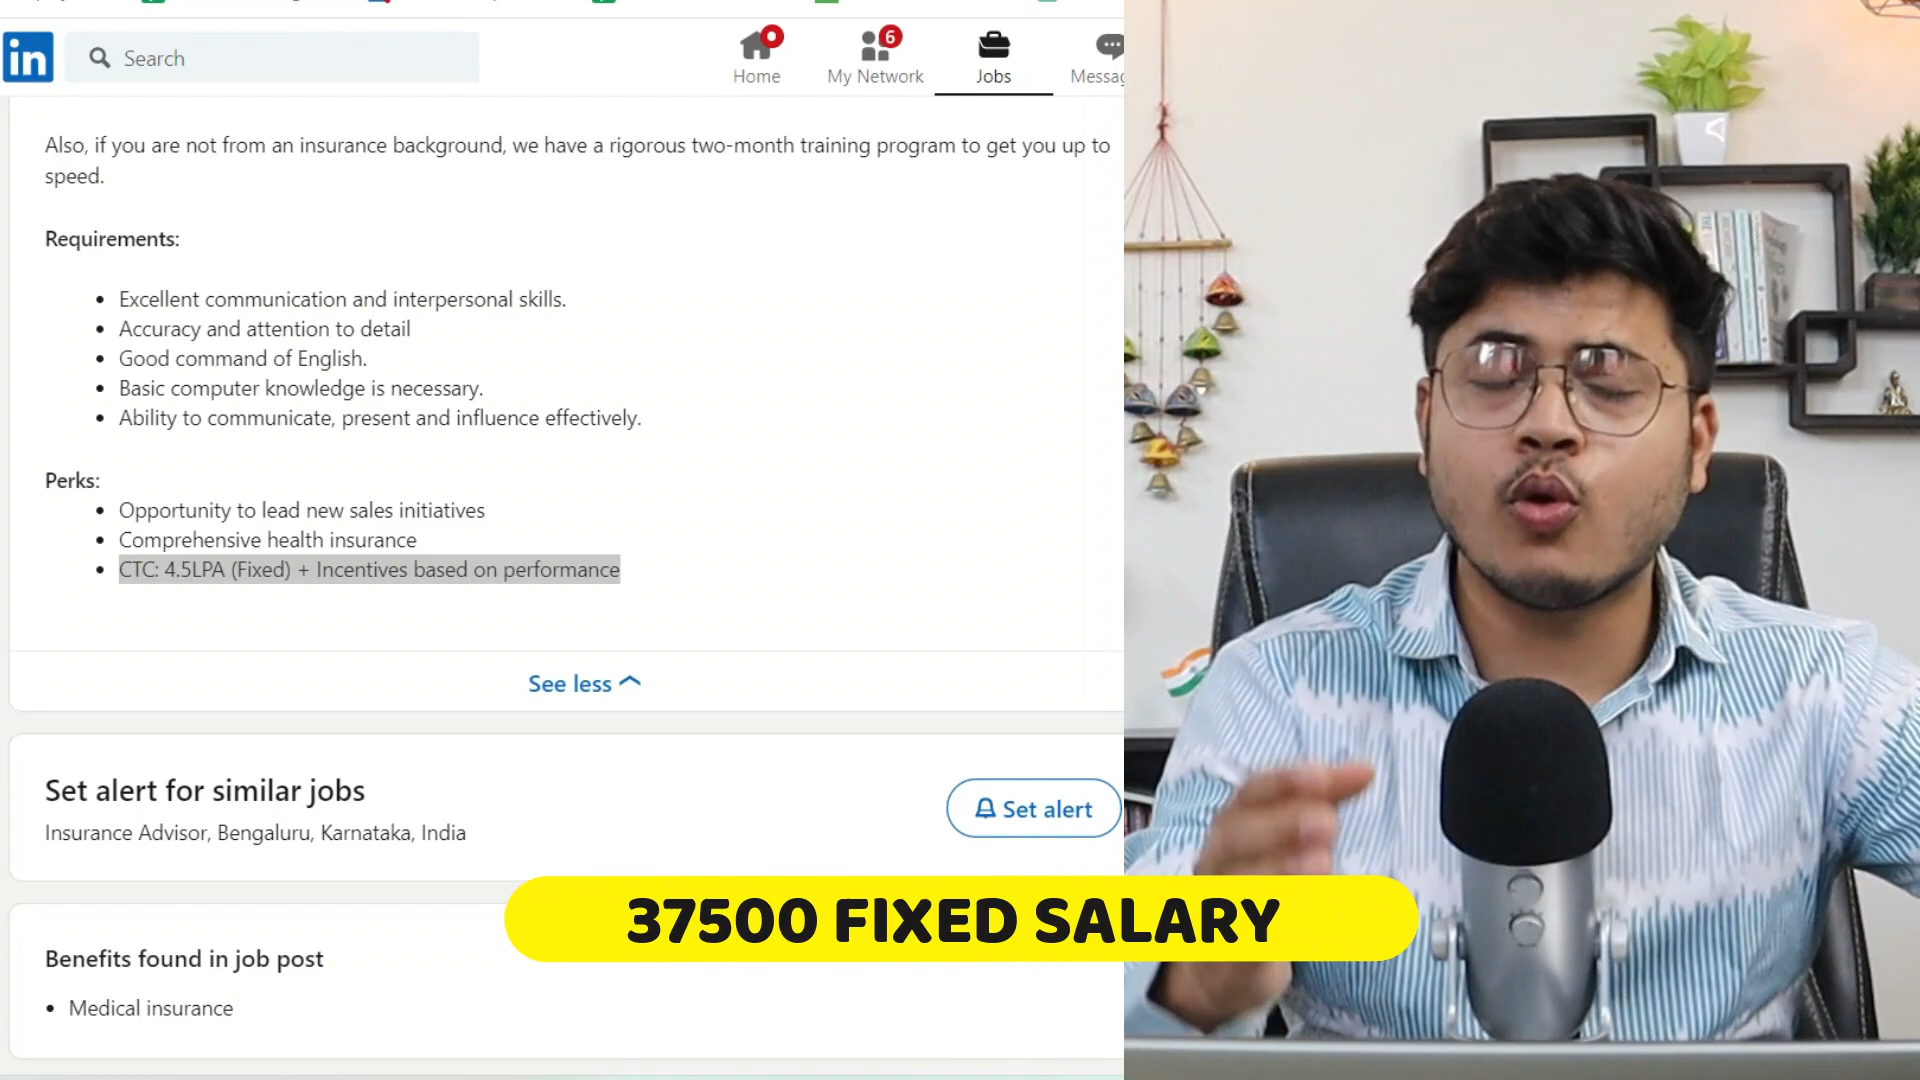 in
Search
6
Home
My Network
Jobs
Messag
Also, if you are not from an insurance background, we have a rigorous two-month training program to get you up to
speed.
Requirements:
• Excellent communication and interpersonal skills.
• Accuracy and attention to detail
• Good command of English.
• Basic computer knowledge is necessary.
• Ability to communicate, present and influence effectively.
Perks:
• Opportunity to lead new sales initiatives
• Comprehensive health insurance
• CTC: 4.5LPA (Fixed) + Incentives based on performance
See less
Set alert for similar jobs
Insurance Advisor, Bengaluru, Karnataka, India
Set alert
37500 FIXED SALARY
Benefits found in job post
• Medical insurance